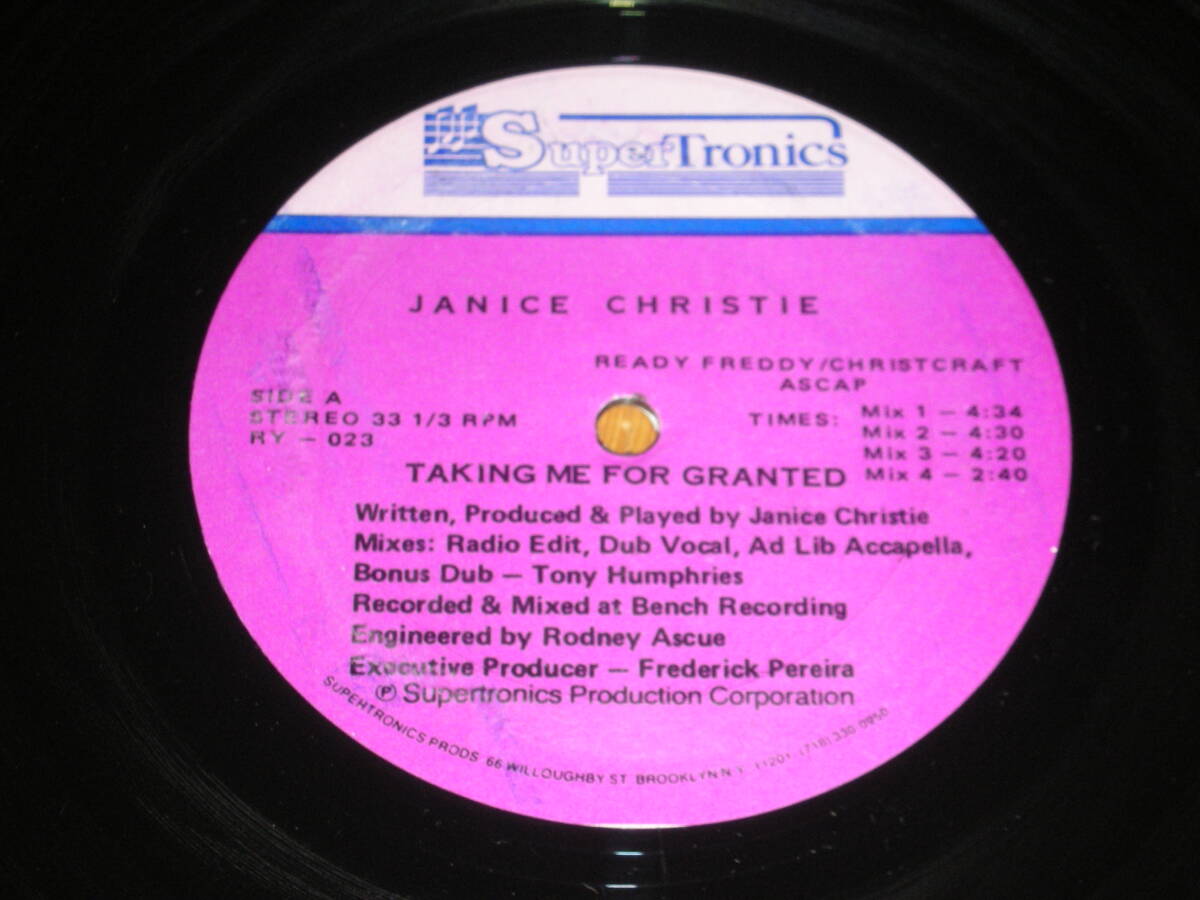 SuperTronics
JANICE CHRISTIE
READY FREDDY/CHRISTCRAFT
ASCAP
SIDE A
STEREO 33 1/3 RPM
RY – 023
TIMES: Mix 1 – 4:34
Mix 2 – 4:30
Mix 3 – 4:20
Mix 4 – 2:40
TAKING ME FOR GRANTED
Written, Produced & Played by Janice Christie
Mixes: Radio Edit, Dub Vocal, Ad Lib Accapella,
Bonus Dub – Tony Humphries
Recorded & Mixed at Bench Recording
Engineered by Rodney Ascue
Executive Producer – Frederick Pereira
℗ Supertronics Production Corporation
SUPERTRONICS PRODS. 66 WILLOUGHBY ST. BROOKLYN N.Y. 11201 (718) 330-0950